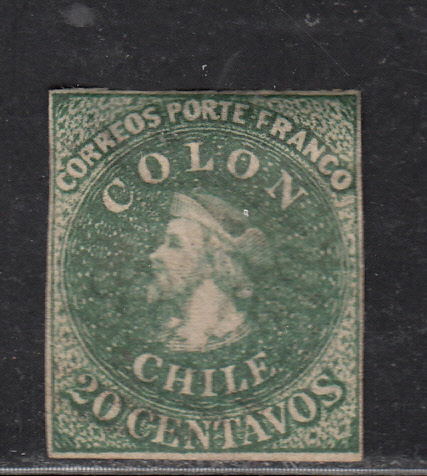 CORREOS PORTE FRANCO
COLON
CHILE
20 CENTAVOS